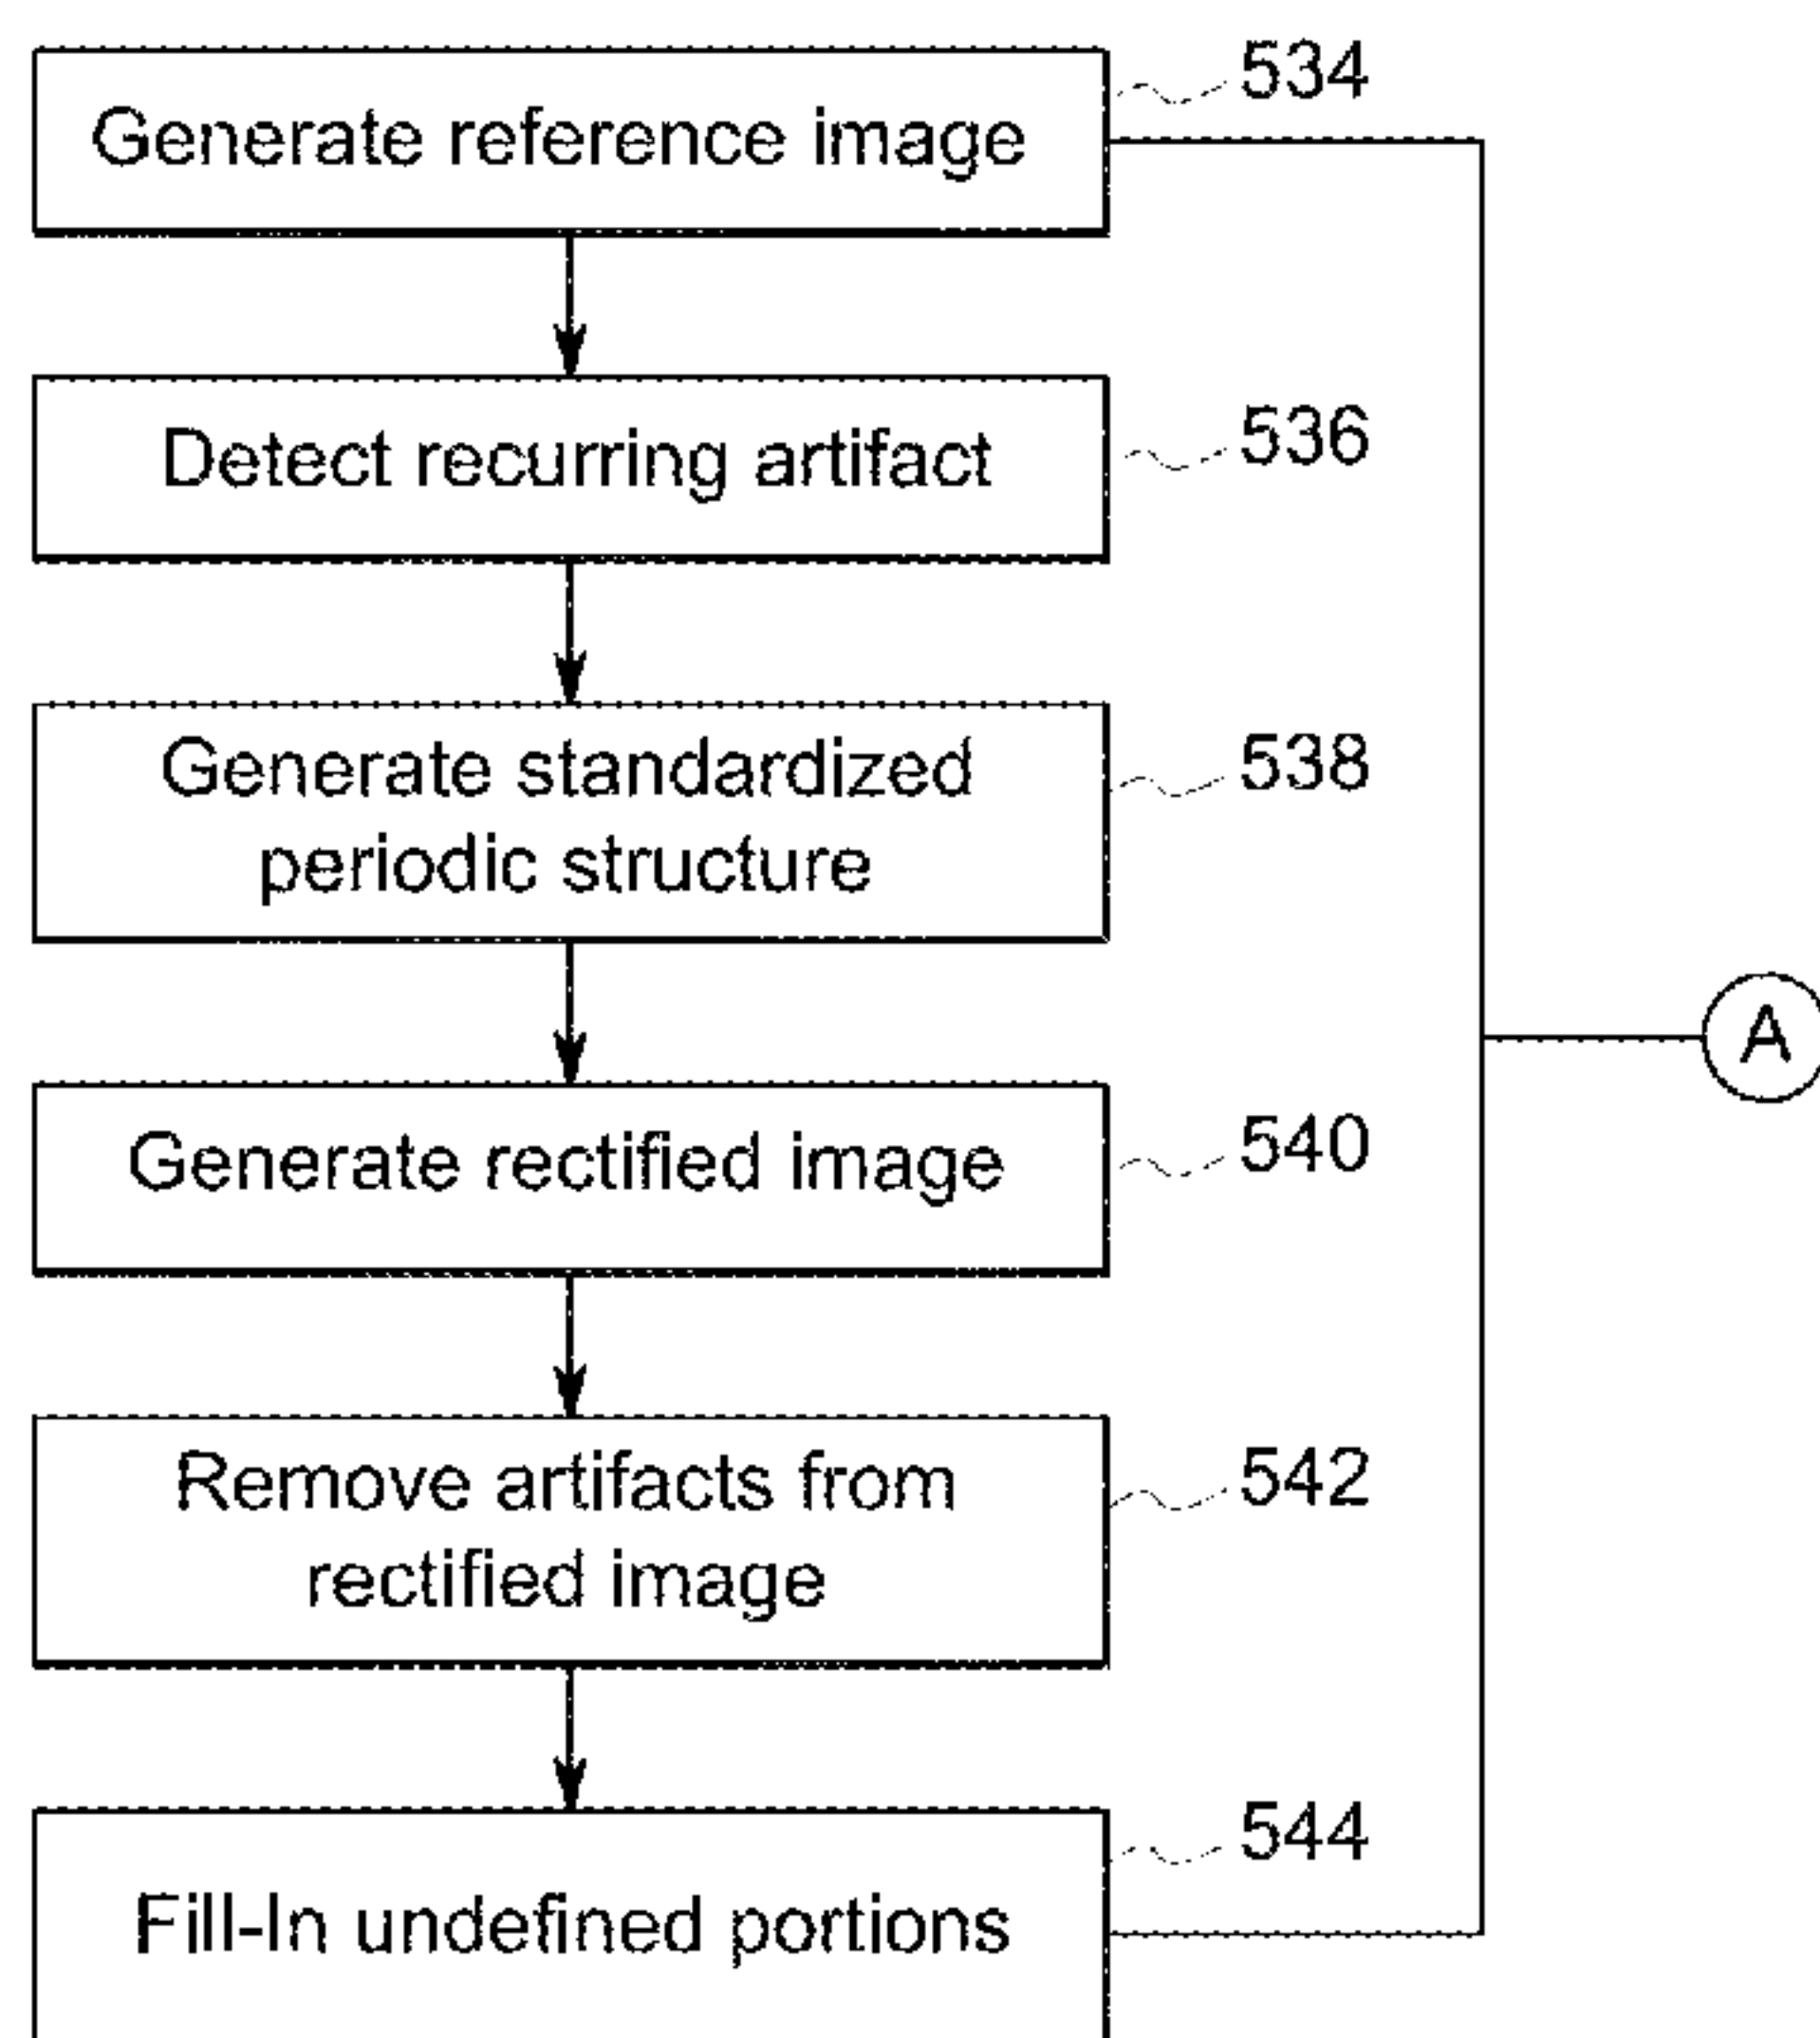 534
Generate reference image
536
Detect recurring artifact
538
Generate standardized
periodic structure
A
540
Generate rectified image
542
Remove artifacts from
rectified image
544
Fill-In undefined portions